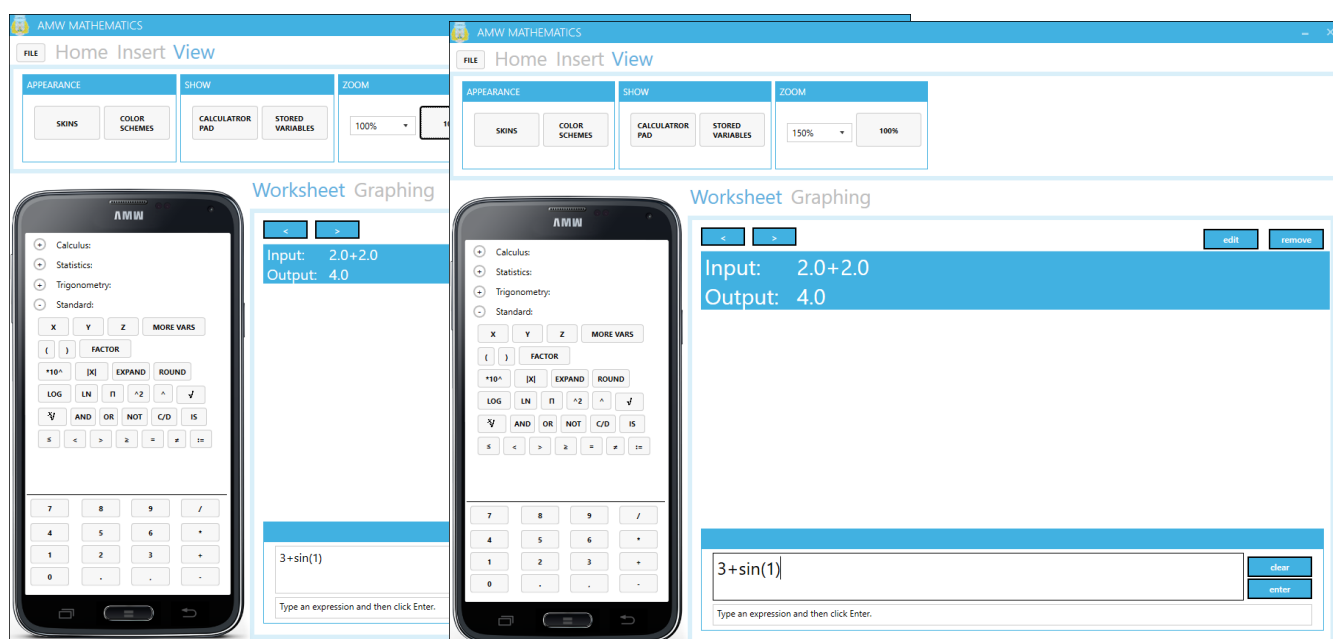 AMW MATHEMATICS
FILE Home Insert View
APPEARANCE SHOW ZOOM
SKINS COLOR SCHEMES CALCULATROR PAD STORED VARIABLES 100%
Worksheet Graphing
AMW
< >
Input: 2.0+2.0
Output: 4.0
+ Calculus:
+ Statistics:
+ Trigonometry:
- Standard:
X Y Z MORE VARS
( ) FACTOR
*10^ |X| EXPAND ROUND
LOG LN Π ^2 ^ √
ˣ√ AND OR NOT C/D IS
≤ < > ≥ = ≠ :=
7 8 9 /
4 5 6 *
1 2 3 +
0 . , -
3+sin(1)
Type an expression and then click Enter.
AMW MATHEMATICS
FILE Home Insert View
APPEARANCE SHOW ZOOM
SKINS COLOR SCHEMES CALCULATROR PAD STORED VARIABLES 150% 100%
Worksheet Graphing
AMW
< > edit remove
Input: 2.0+2.0
Output: 4.0
+ Calculus:
+ Statistics:
+ Trigonometry:
- Standard:
X Y Z MORE VARS
( ) FACTOR
*10^ |X| EXPAND ROUND
LOG LN Π ^2 ^ √
ˣ√ AND OR NOT C/D IS
≤ < > ≥ = ≠ :=
7 8 9 /
4 5 6 *
1 2 3 +
0 . , -
3+sin(1)
clear
enter
Type an expression and then click Enter.